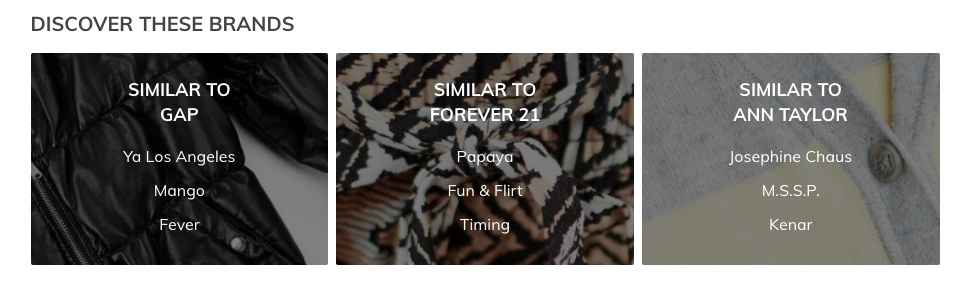 DISCOVER THESE BRANDS
SIMILAR TO
GAP
Ya Los Angeles
Mango
Fever
SIMILAR TO
FOREVER 21
Papaya
Fun & Flirt
Timing
SIMILAR TO
ANN TAYLOR
Josephine Chaus
M.S.S.P.
Kenar